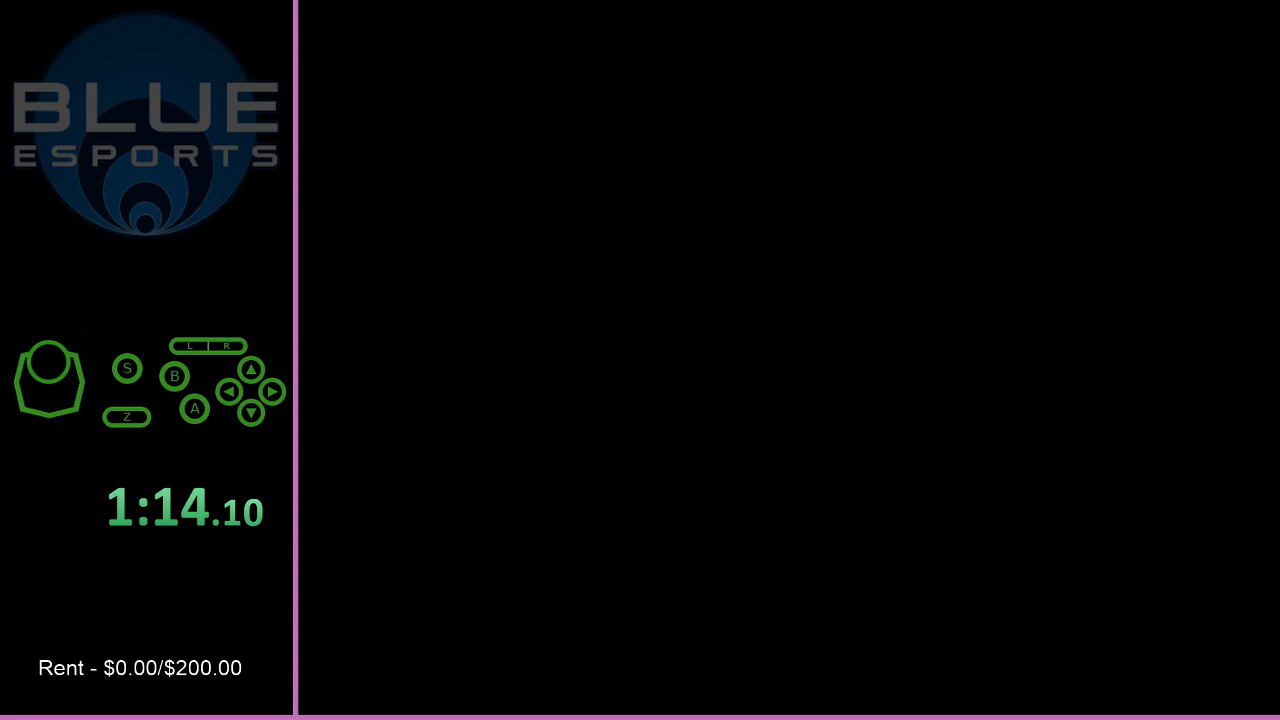 BLUE
ESPORTS
L R
S
B
A
Z
1:14.10
Rent - $0.00/$200.00